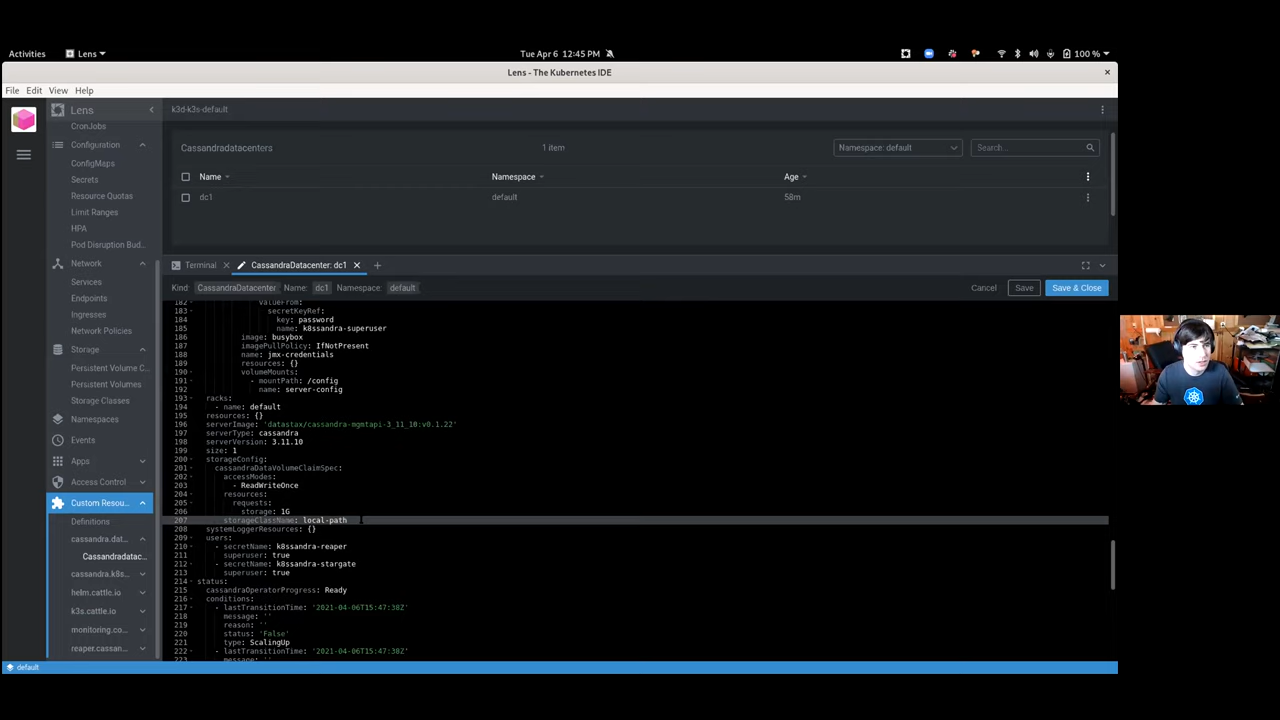 Activities
Lens
Tue Apr 6 12:45 PM
100 %
Lens - The Kubernetes IDE
File Edit View Help
Lens
CronJobs
Configuration
ConfigMaps
Secrets
Resource Quotas
Limit Ranges
HPA
Pod Disruption Bud...
Network
Services
Endpoints
Ingresses
Network Policies
Storage
Persistent Volume C...
Persistent Volumes
Storage Classes
Namespaces
Events
Apps
Access Control
Custom Resou...
Definitions
cassandra.dat...
Cassandradatac...
cassandra.k8s...
helm.cattle.io
k3s.cattle.io
monitoring.co...
reaper.cassan...
default
k3d-k3s-default
Cassandradatacenters
1 item
Namespace: default
Search...
Name Namespace Age
dc1 default 58m
Terminal
CassandraDatacenter: dc1
Kind: CassandraDatacenter Name: dc1 Namespace: default
Cancel Save Save & Close
182 valueFrom:
183 secretKeyRef:
184 key: password
185 name: k8ssandra-superuser
186 image: busybox
187 imagePullPolicy: IfNotPresent
188 name: jmx-credentials
189 resources: {}
190 volumeMounts:
191 - mountPath: /config
192 name: server-config
193 racks:
194 - name: default
195 resources: {}
196 serverImage: 'datastax/cassandra-mgmtapi-3_11_10:v0.1.22'
197 serverType: cassandra
198 serverVersion: 3.11.10
199 size: 1
200 storageConfig:
201 cassandraDataVolumeClaimSpec:
202 accessModes:
203 - ReadWriteOnce
204 resources:
205 requests:
206 storage: 1G
207 storageClassName: local-path
208 systemLoggerResources: {}
209 users:
210 - secretName: k8ssandra-reaper
211 superuser: true
212 - secretName: k8ssandra-stargate
213 superuser: true
214 status:
215 cassandraOperatorProgress: Ready
216 conditions:
217 - lastTransitionTime: '2021-04-06T15:47:38Z'
218 message: ''
219 reason: ''
220 status: 'False'
221 type: ScalingUp
222 - lastTransitionTime: '2021-04-06T15:47:38Z'
223 message: ''